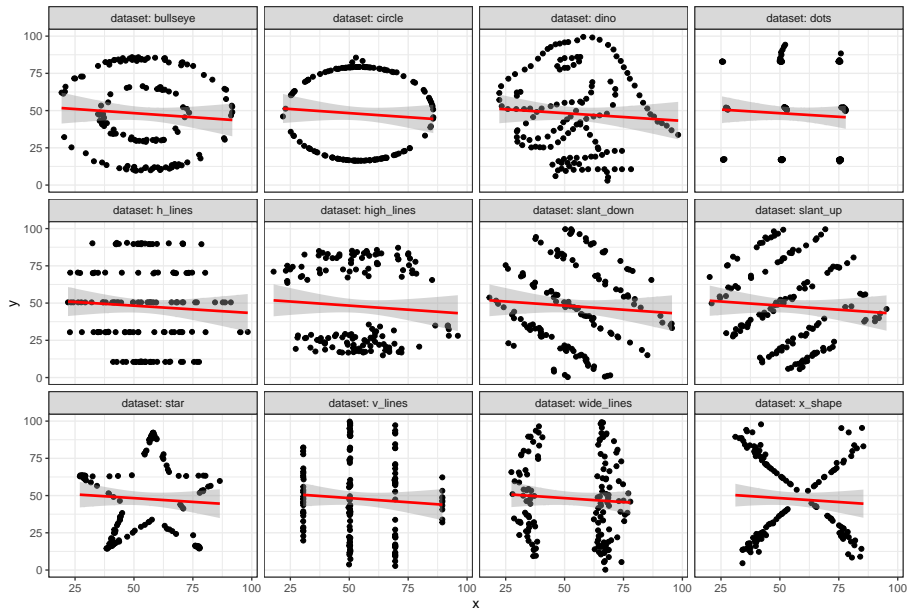 dataset: bullseye
dataset: circle
dataset: dino
dataset: dots
100
75
50
25
0
dataset: h_lines
dataset: high_lines
dataset: slant_down
dataset: slant_up
100
75
50
25
0
y
dataset: star
dataset: v_lines
dataset: wide_lines
dataset: x_shape
100
75
50
25
0
25 50 75 100 25 50 75 100 25 50 75 100 25 50 75 100
x